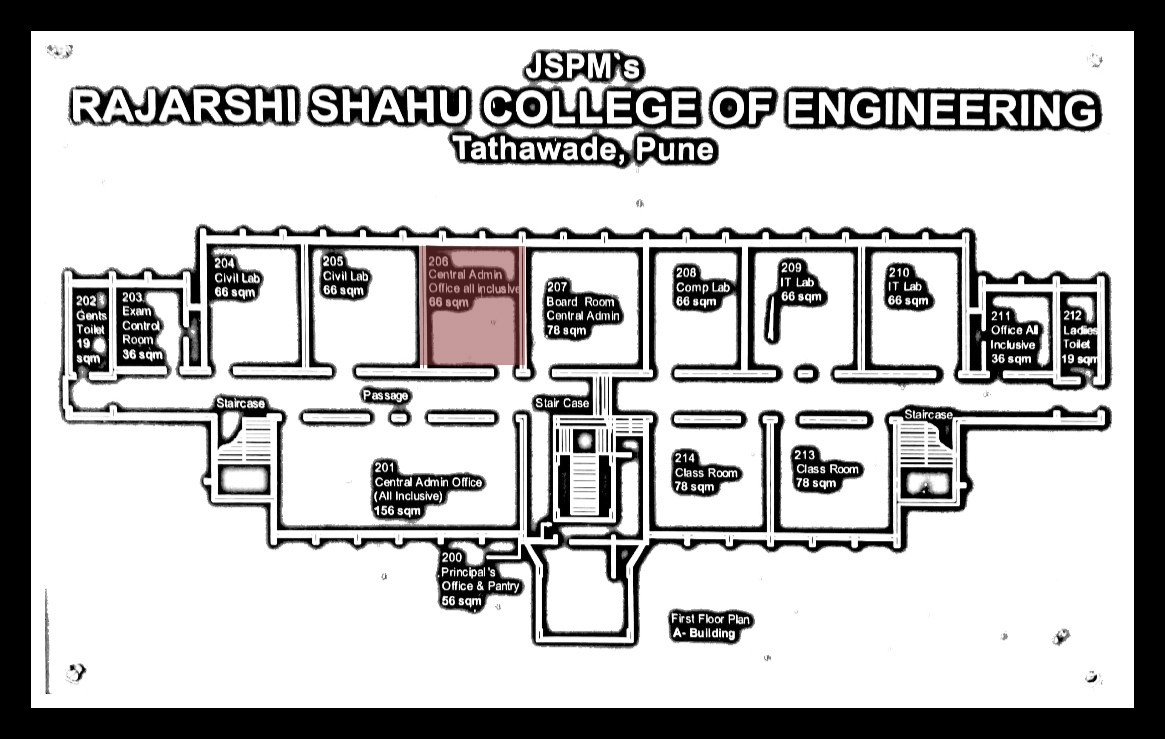 JSPM`s
RAJARSHI SHAHU COLLEGE OF ENGINEERING
Tathawade, Pune
204
Civil Lab
66 sqm
205
Civil Lab
66 sqm
206
Central Admin
Office all inclusive
66 sqm
207
Board Room
Central Admin
78 sqm
208
Comp Lab
66 sqm
209
IT Lab
66 sqm
210
IT Lab
66 sqm
202
Gents
Toilet
19
sqm
203
Exam
Control
Room
36 sqm
211
Office All
Inclusive
36 sqm
212
Ladies
Toilet
19 sqm
Staircase
Passage
Stair Case
Staircase
201
Central Admin Office
(All Inclusive)
156 sqm
214
Class Room
78 sqm
213
Class Room
78 sqm
200
Principal's
Office & Pantry
56 sqm
First Floor Plan
A- Building